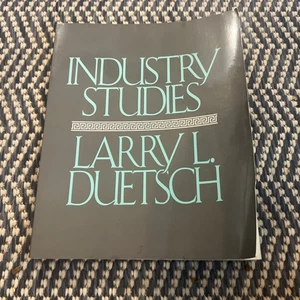 INDUSTRY
STUDIES
LARRY L.
DUETSCH